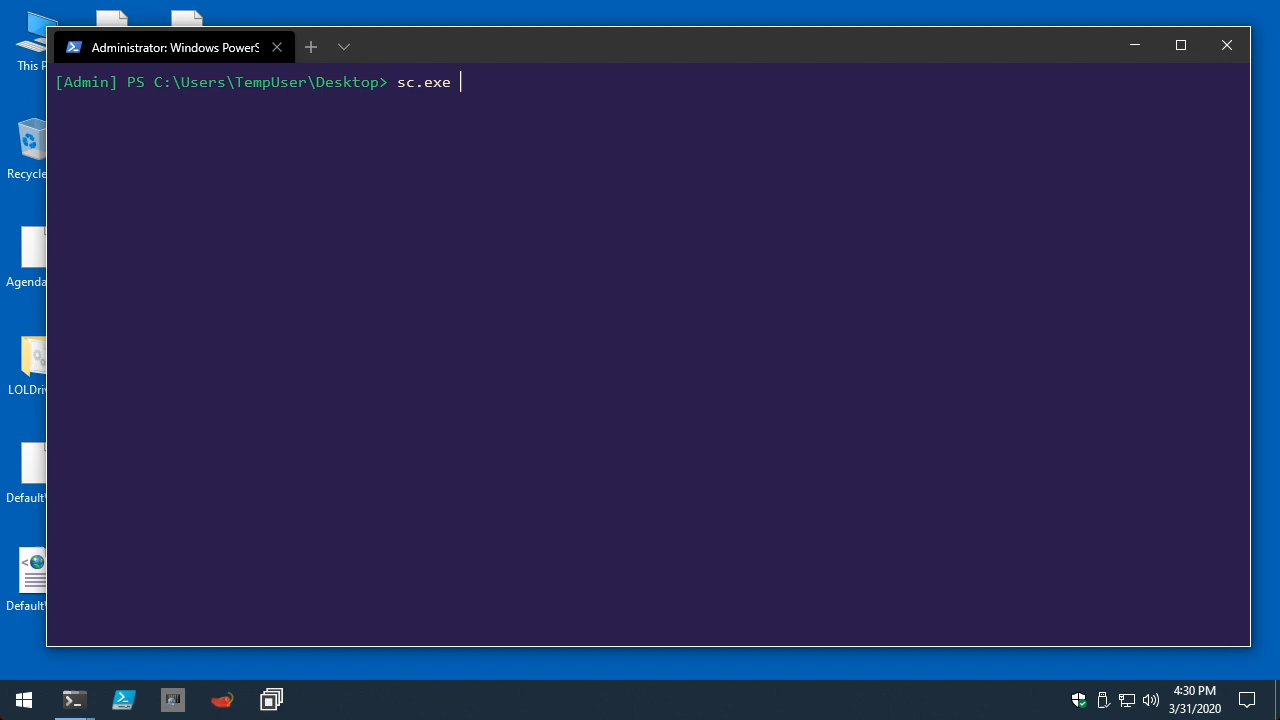 This P
Recycle
Agenda
LOLDriv
Default
Default
Administrator: Windows PowerS
[Admin] PS C:\Users\TempUser\Desktop> sc.exe
4:30 PM
3/31/2020